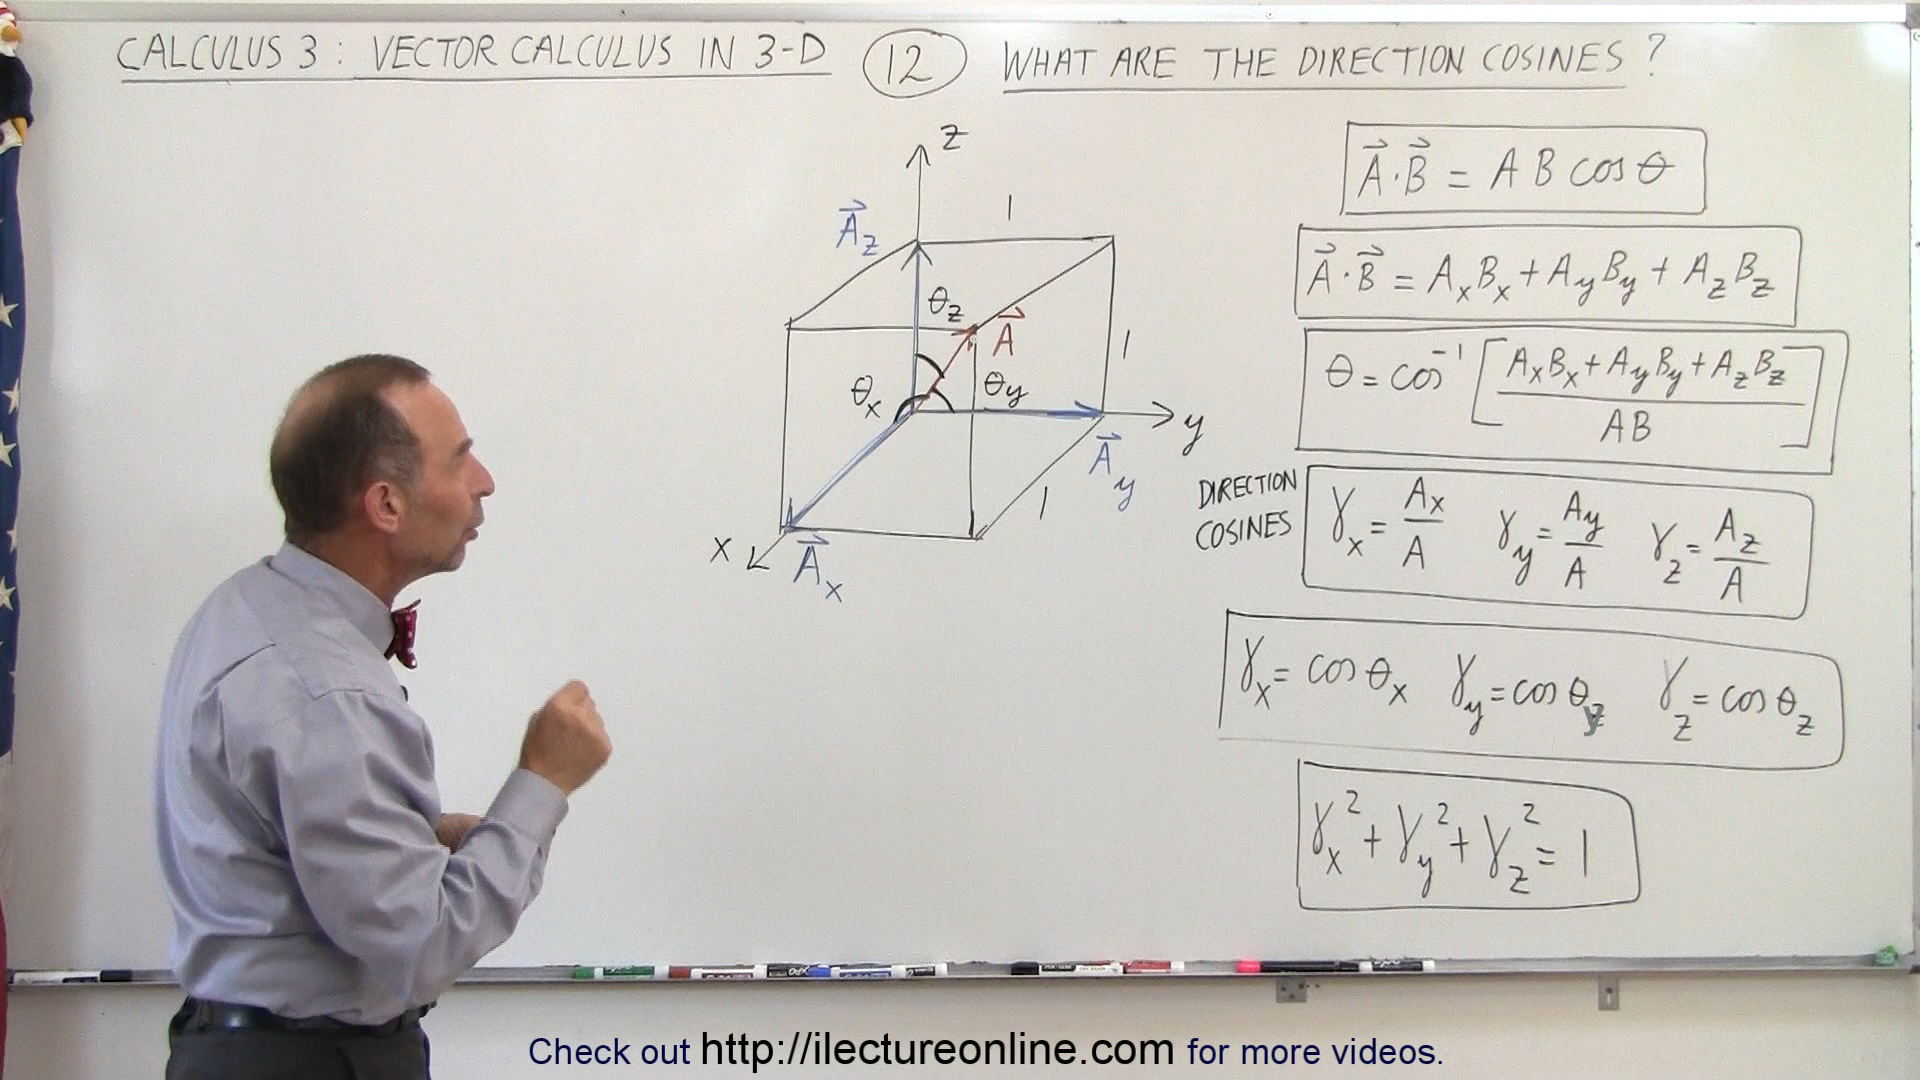 CALCULUS 3 : VECTOR CALCULUS IN 3-D (12) WHAT ARE THE DIRECTION COSINES ?
z
1
A⃗z
θz
A⃗
1
θx
θy
y
A⃗y
1
x
A⃗x
A⃗·B⃗ = A B cos θ
A⃗·B⃗ = AxBx + AyBy + AzBz
θ = cos⁻¹ [ (AxBx + AyBy + AzBz) / AB ]
DIRECTION
COSINES
γx = Ax/A γy = Ay/A γz = Az/A
γx = cos θx γy = cos θy γz = cos θz
γx² + γy² + γz² = 1
EXPO
Check out http://ilectureonline.com for more videos.